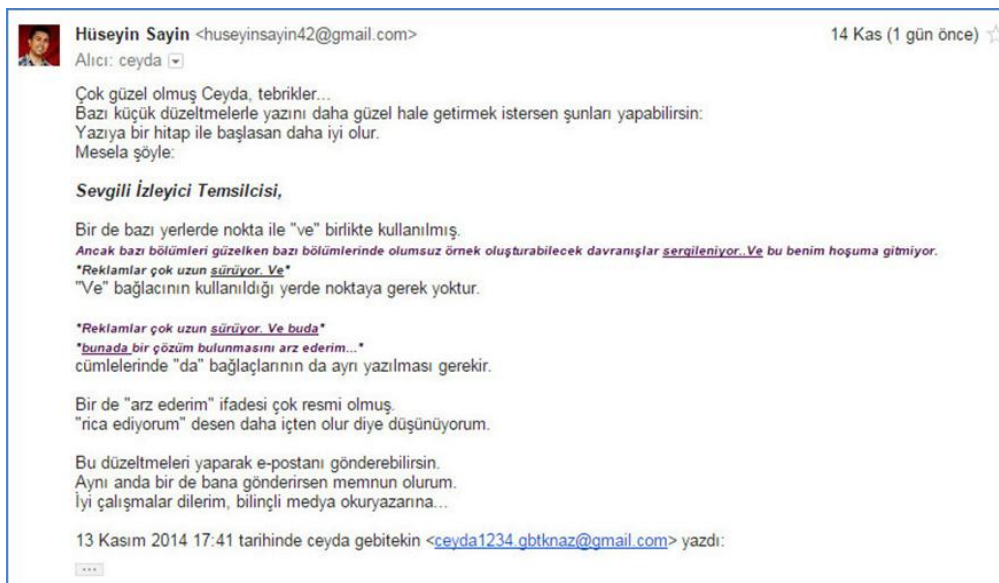 Hüseyin Sayin <huseyinsayin42@gmail.com> 14 Kas (1 gün önce)
Alıcı: ceyda
Çok güzel olmuş Ceyda, tebrikler...
Bazı küçük düzeltmelerle yazını daha güzel hale getirmek istersen şunları yapabilirsin:
Yazıya bir hitap ile başlasan daha iyi olur.
Mesela şöyle:
Sevgili İzleyici Temsilcisi,
Bir de bazı yerlerde nokta ile "ve" birlikte kullanılmış.
Ancak bazı bölümleri güzelken bazı bölümlerinde olumsuz örnek oluşturabilecek davranışlar sergileniyor..Ve bu benim hoşuma gitmiyor.
*Reklamlar çok uzun sürüyor. Ve*
"Ve" bağlacının kullanıldığı yerde noktaya gerek yoktur.
*Reklamlar çok uzun sürüyor. Ve buda*
*bunada bir çözüm bulunmasını arz ederim...*
cümlelerinde "da" bağlaçlarının da ayrı yazılması gerekir.
Bir de "arz ederim" ifadesi çok resmi olmuş.
"rica ediyorum" desen daha içten olur diye düşünüyorum.
Bu düzeltmeleri yaparak e-postanı gönderebilirsin.
Aynı anda bir de bana gönderirsen memnun olurum.
İyi çalışmalar dilerim, bilinçli medya okuryazarına...
13 Kasım 2014 17:41 tarihinde ceyda gebitekin <ceyda1234.gbtknaz@gmail.com> yazdı: